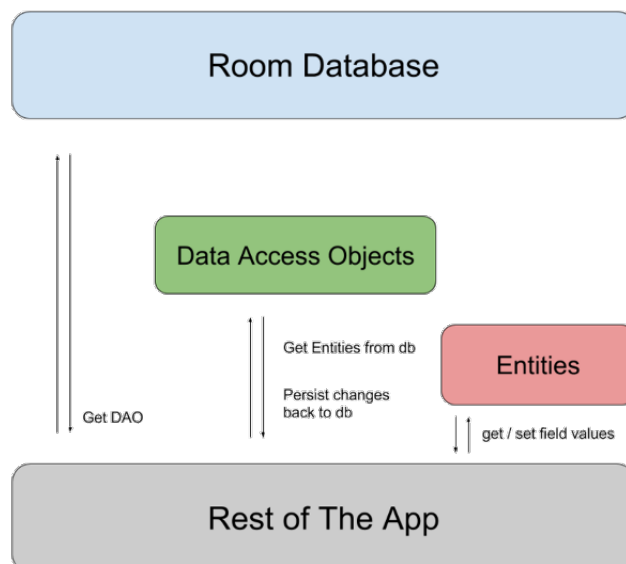 Room Database
Data Access Objects
Get Entities from db
Entities
Persist changes
back to db
Get DAO
get / set field values
Rest of The App